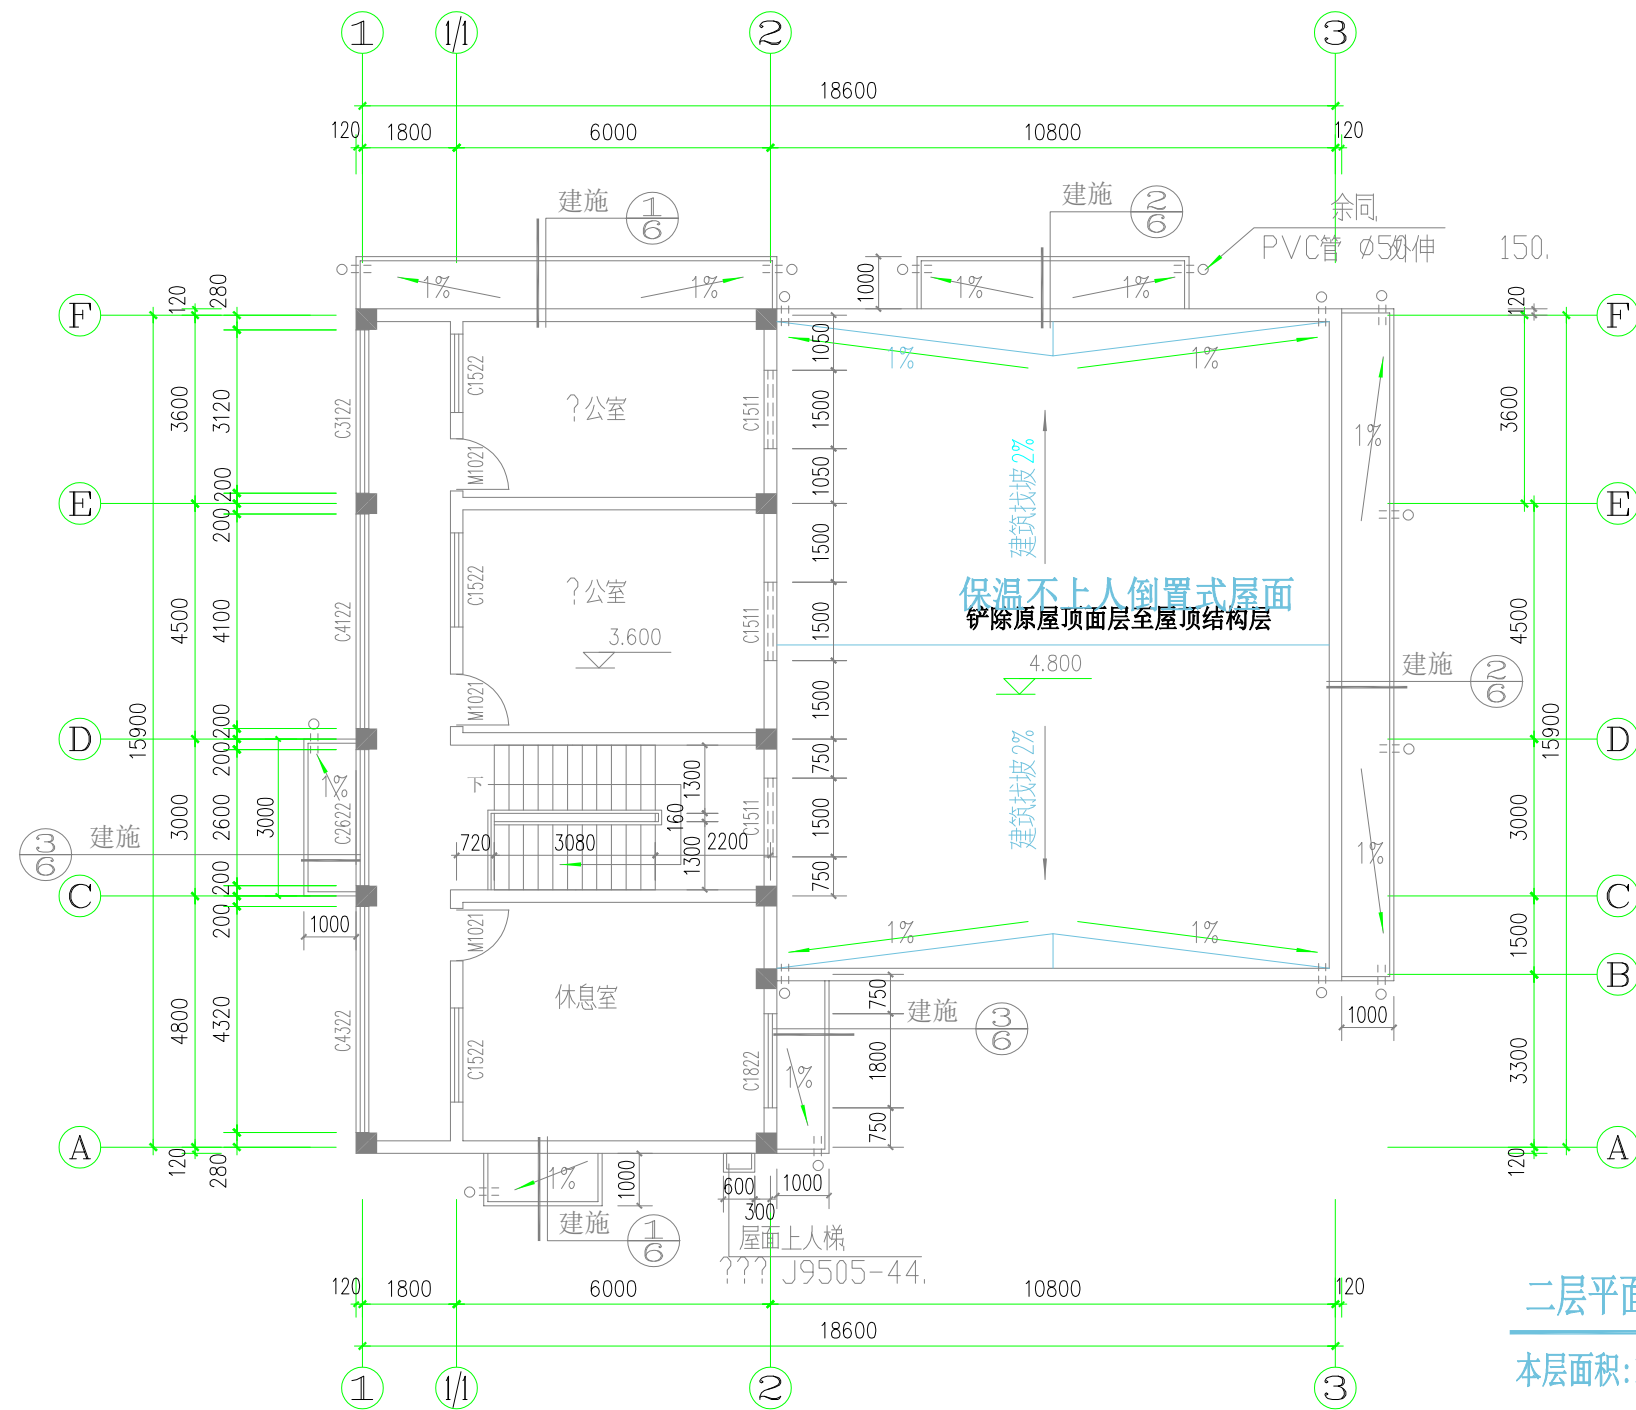 1 1/1 2 3
18600
120 1800 6000 10800 120
建施 1/6
建施 2/6
余同
PVC管 ø50外伸 150.
1% 1% 1000 1% 1%
F 120 280 120 F
1050 1% 1%
3600 3120 C3122 C1522 ?公室 C1511 1500 1% 3600
M1021 1050 建筑找坡2%
E 200 200 E
1500
C1522 ?公室
保温不上人倒置式屋面
铲除原屋顶面层至屋顶结构层
4500 4100 C4122 3.600 C1511 1500 4500
4.800 建施 2/6
M1021 1500
15900 15900
D 200 200 D
750
下 1300 建筑找坡2%
1% 160
3000 2600 3000 C2622 C1511 1500 3000
建施 3/6
720 3080 2200
1300 1% 750
C 200 200 C
1000 M1021 1% 1% 1500
B
休息室 750 建施 3/6 1000
4800 4320 C4322 C1522 C1822 1800 3300
1%
750
A 120 280 120 A
1% 1000 600 1000
300
建施 1/6
屋面上人梯
??? J9505-44.
120 1800 6000 10800 120
18600
1 1/1 2 3
二层平面
本层面积: